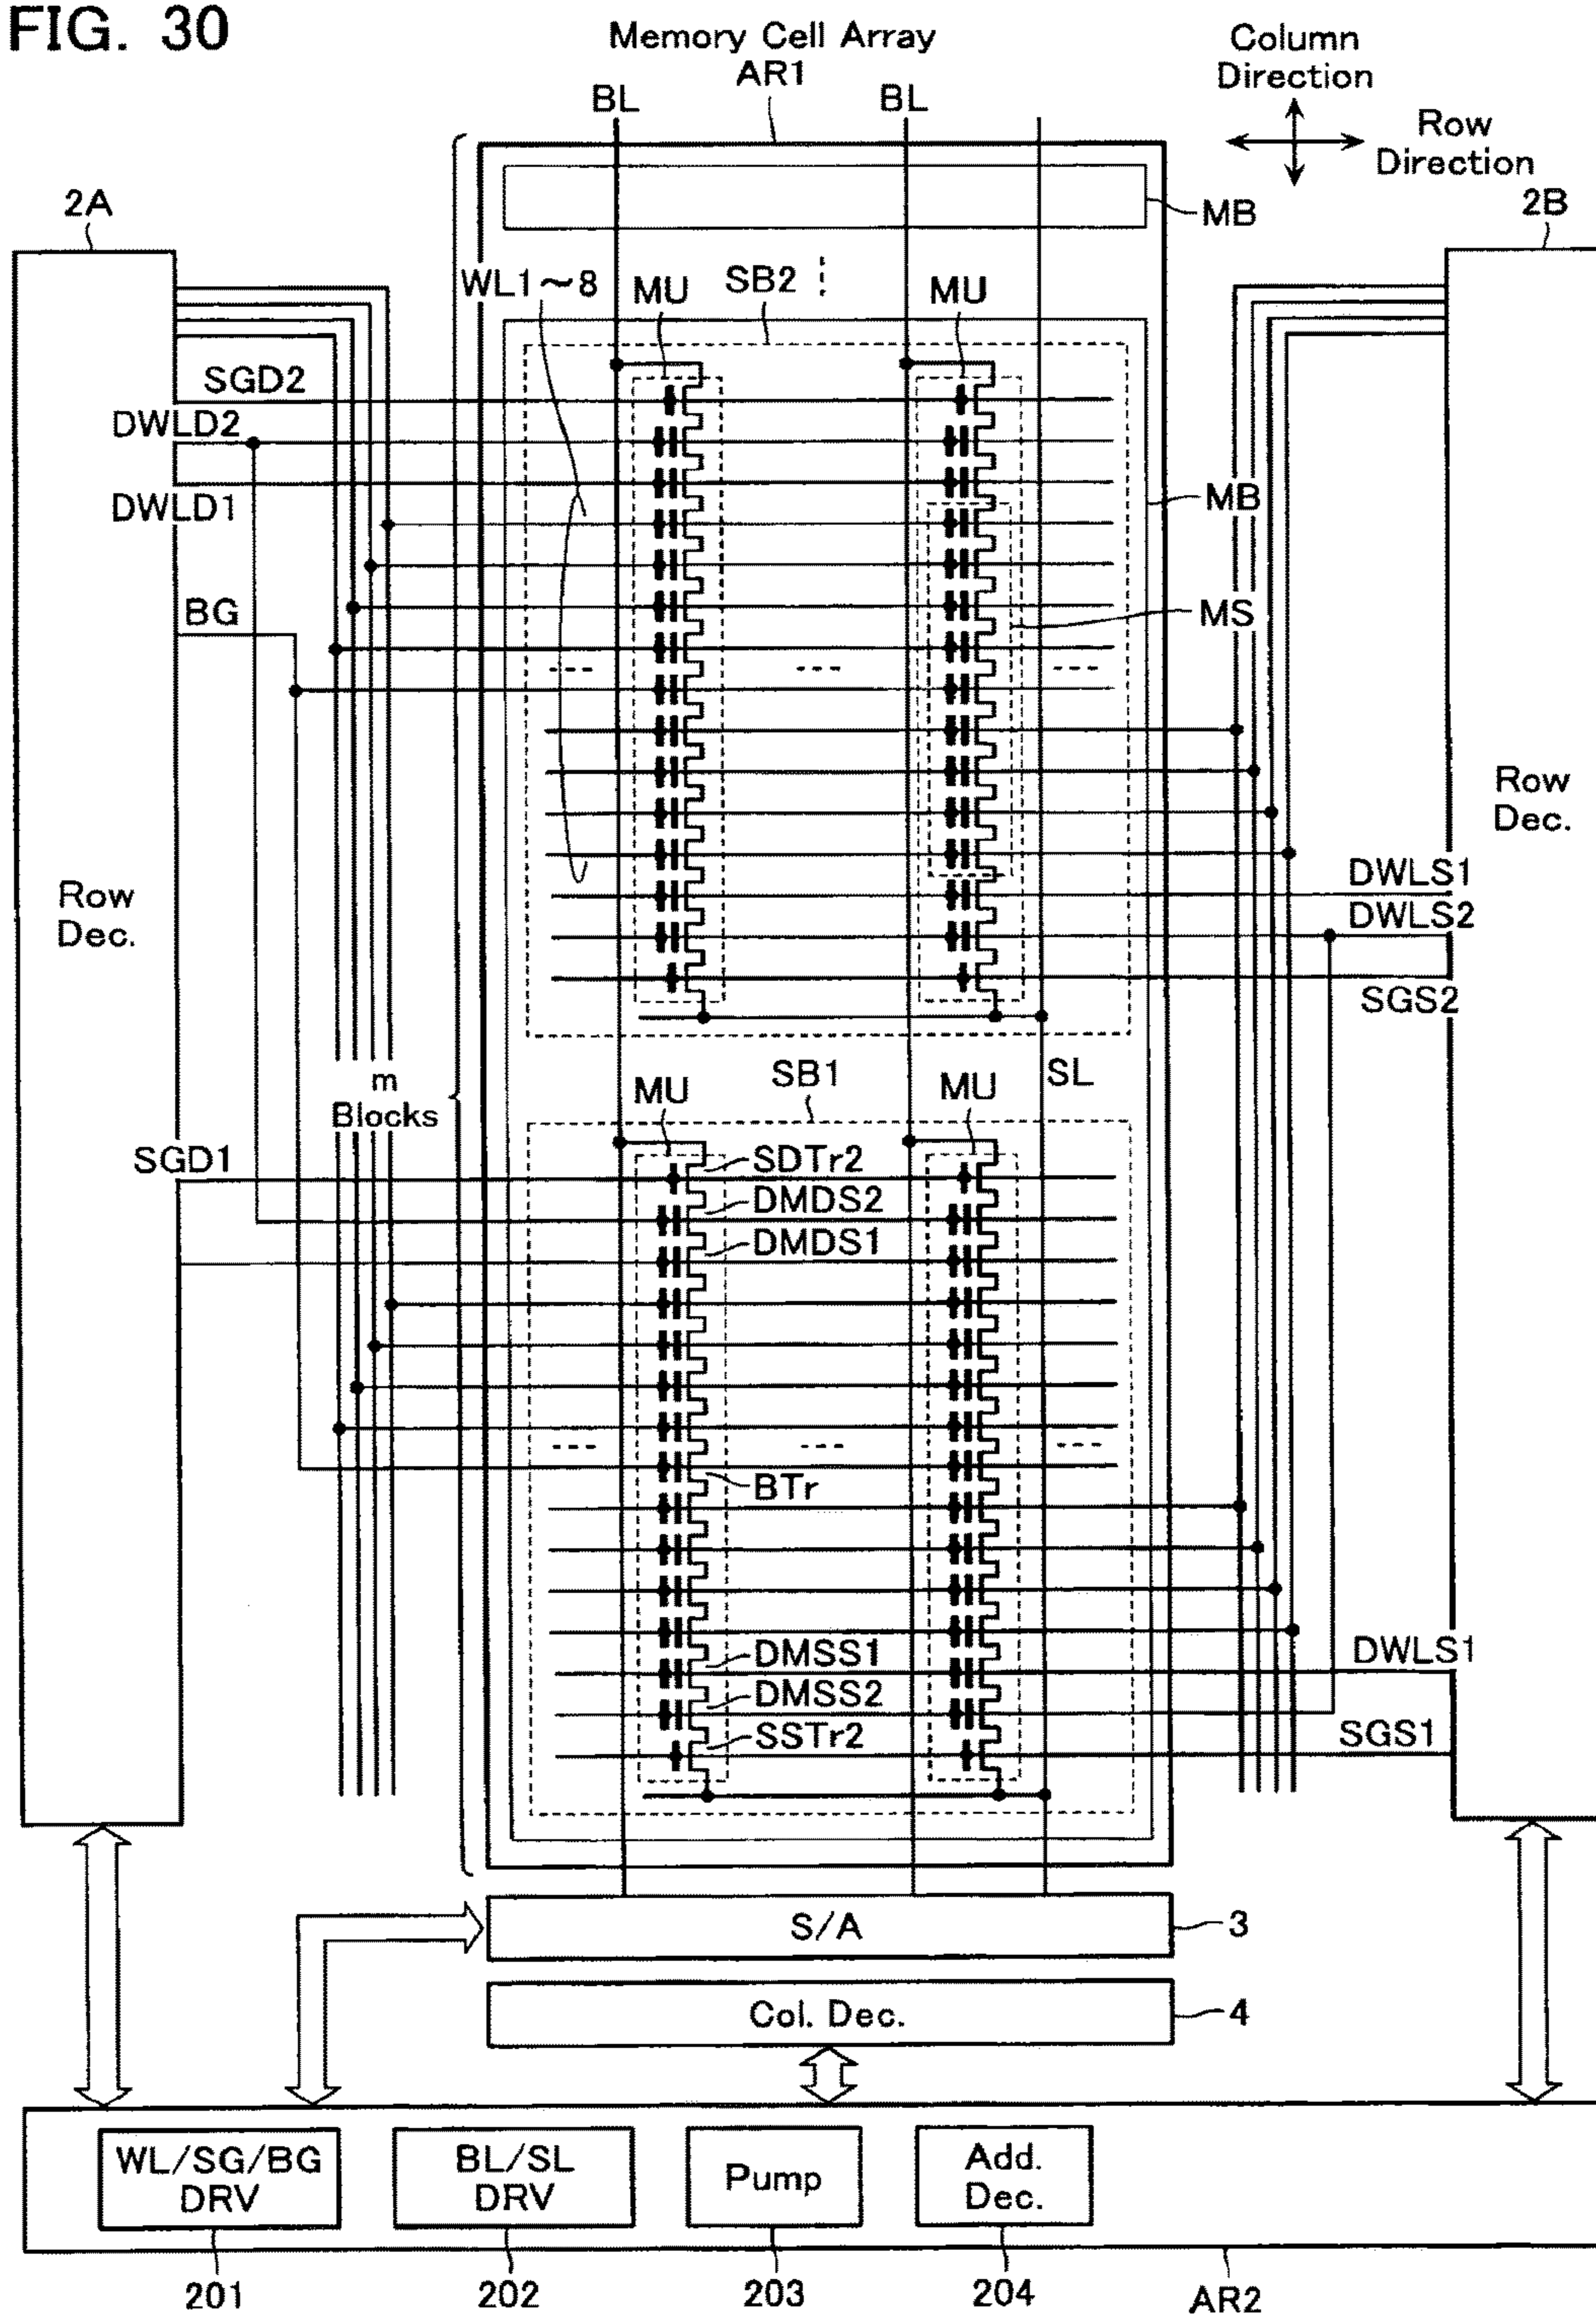 FIG. 30
Memory Cell Array
AR1
BL
BL
Column
Direction
Row
Direction
2A
2B
MB
WL1~8
MU
SB2
MU
SGD2
DWLD2
DWLD1
MB
BG
MS
Row
Dec.
Row
Dec.
DWLS1
DWLS2
SGS2
m
Blocks
MU
SB1
MU
SL
SGD1
SDTr2
DMDS2
DMDS1
BTr
DMSS1
DMSS2
SSTr2
DWLS1
SGS1
S/A
3
Col. Dec.
4
WL/SG/BG
DRV
BL/SL
DRV
Pump
Add.
Dec.
201
202
203
204
AR2